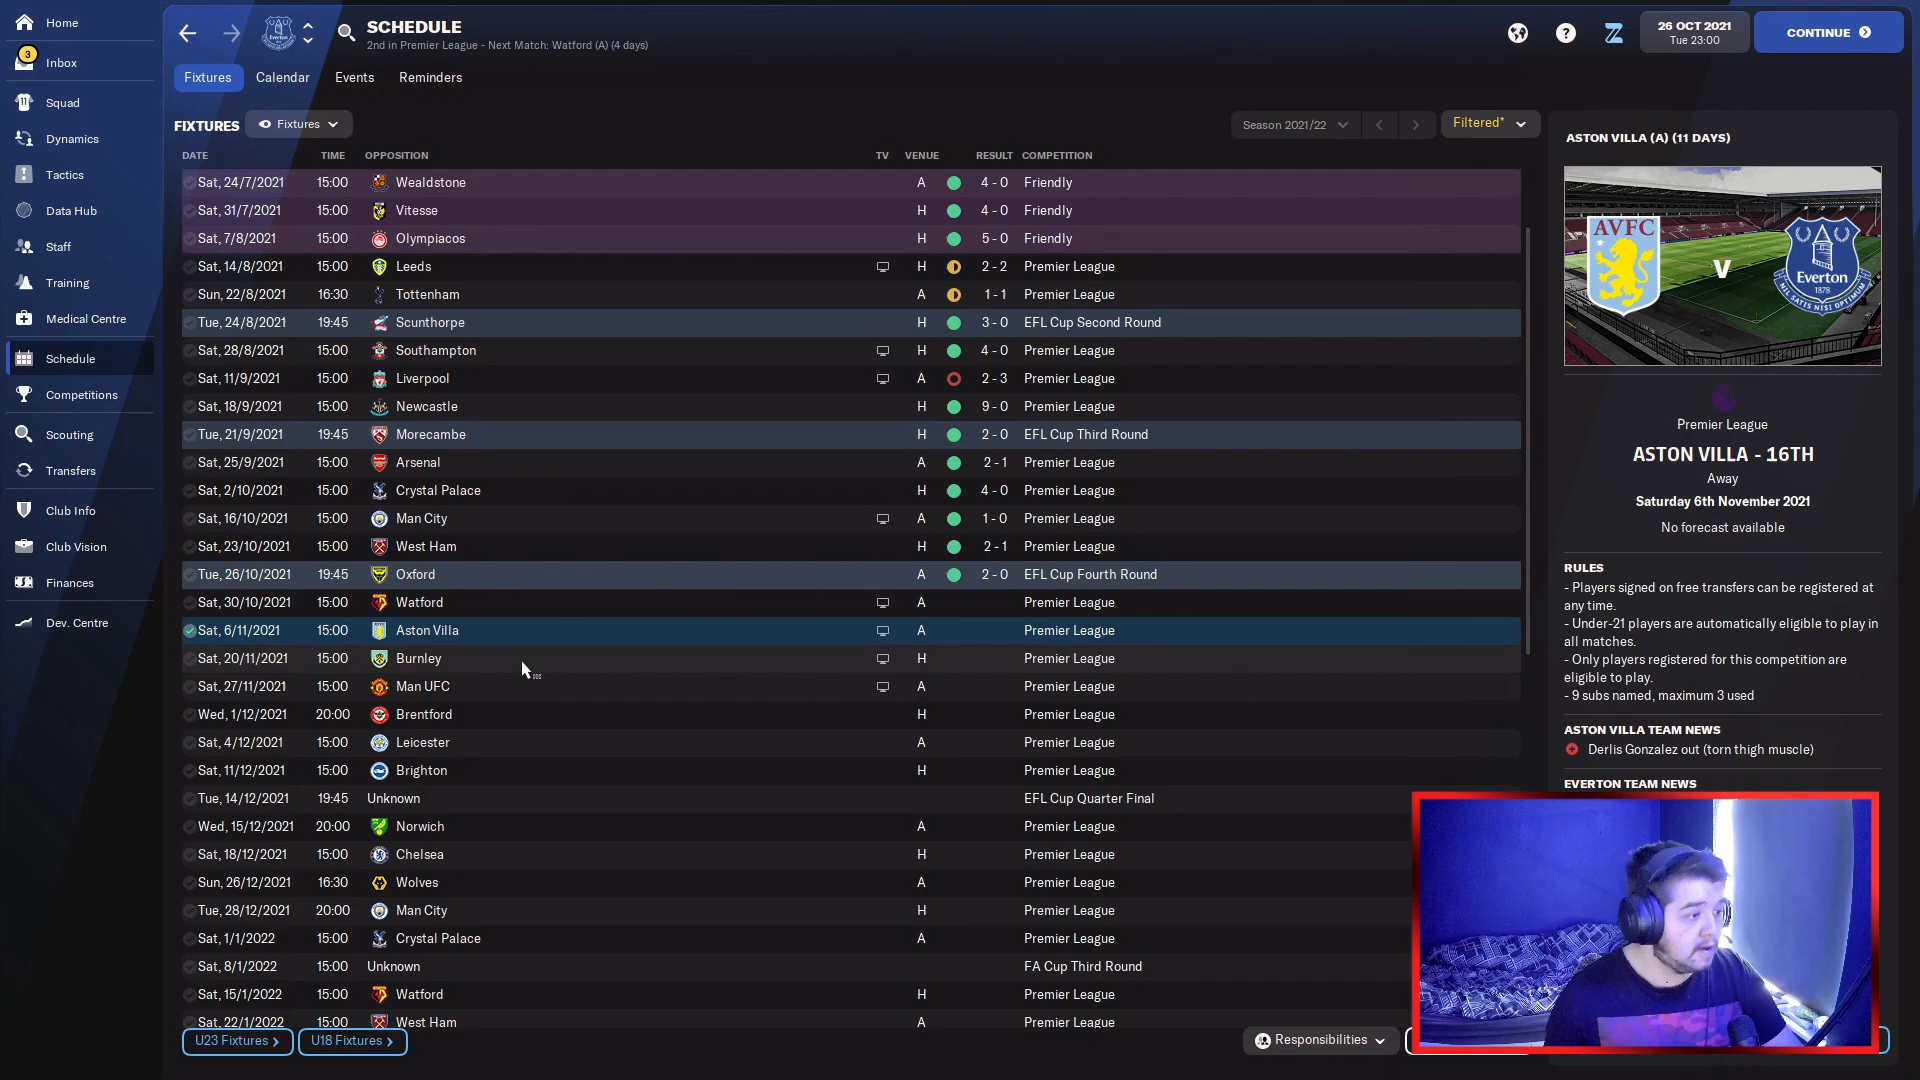 Home
3
Inbox
Squad
Dynamics
Tactics
Data Hub
Staff
Training
Medical Centre
Schedule
Competitions
Scouting
Transfers
Club Info
Club Vision
Finances
Dev. Centre
SCHEDULE
2nd in Premier League - Next Match: Watford (A) (4 days)
26 OCT 2021
Tue 23:00
CONTINUE
Fixtures Calendar Events Reminders
FIXTURES Fixtures Season 2021/22 Filtered*
DATE TIME OPPOSITION TV VENUE RESULT COMPETITION
Sat, 24/7/2021 15:00 Wealdstone A 4 - 0 Friendly
Sat, 31/7/2021 15:00 Vitesse H 4 - 0 Friendly
Sat, 7/8/2021 15:00 Olympiacos H 5 - 0 Friendly
Sat, 14/8/2021 15:00 Leeds H 2 - 2 Premier League
Sun, 22/8/2021 16:30 Tottenham A 1 - 1 Premier League
Tue, 24/8/2021 19:45 Scunthorpe H 3 - 0 EFL Cup Second Round
Sat, 28/8/2021 15:00 Southampton H 4 - 0 Premier League
Sat, 11/9/2021 15:00 Liverpool A 2 - 3 Premier League
Sat, 18/9/2021 15:00 Newcastle H 9 - 0 Premier League
Tue, 21/9/2021 19:45 Morecambe H 2 - 0 EFL Cup Third Round
Sat, 25/9/2021 15:00 Arsenal A 2 - 1 Premier League
Sat, 2/10/2021 15:00 Crystal Palace H 4 - 0 Premier League
Sat, 16/10/2021 15:00 Man City A 1 - 0 Premier League
Sat, 23/10/2021 15:00 West Ham H 2 - 1 Premier League
Tue, 26/10/2021 19:45 Oxford A 2 - 0 EFL Cup Fourth Round
Sat, 30/10/2021 15:00 Watford A Premier League
Sat, 6/11/2021 15:00 Aston Villa A Premier League
Sat, 20/11/2021 15:00 Burnley H Premier League
Sat, 27/11/2021 15:00 Man UFC A Premier League
Wed, 1/12/2021 20:00 Brentford H Premier League
Sat, 4/12/2021 15:00 Leicester A Premier League
Sat, 11/12/2021 15:00 Brighton H Premier League
Tue, 14/12/2021 19:45 Unknown EFL Cup Quarter Final
Wed, 15/12/2021 20:00 Norwich A Premier League
Sat, 18/12/2021 15:00 Chelsea H Premier League
Sun, 26/12/2021 16:30 Wolves A Premier League
Tue, 28/12/2021 20:00 Man City H Premier League
Sat, 1/1/2022 15:00 Crystal Palace A Premier League
Sat, 8/1/2022 15:00 Unknown FA Cup Third Round
Sat, 15/1/2022 15:00 Watford H Premier League
Sat, 22/1/2022 15:00 West Ham A Premier League
U23 Fixtures > U18 Fixtures > Responsibilities
ASTON VILLA (A) (11 DAYS)
AVFC
V
Everton
1878
NIL SATIS NISI OPTIMUM
Premier League
ASTON VILLA - 16TH
Away
Saturday 6th November 2021
No forecast available
RULES
- Players signed on free transfers can be registered at
any time.
- Under-21 players are automatically eligible to play in
all matches.
- Only players registered for this competition are
eligible to play.
- 9 subs named, maximum 3 used
ASTON VILLA TEAM NEWS
Derlis Gonzalez out (torn thigh muscle)
EVERTON TEAM NEWS